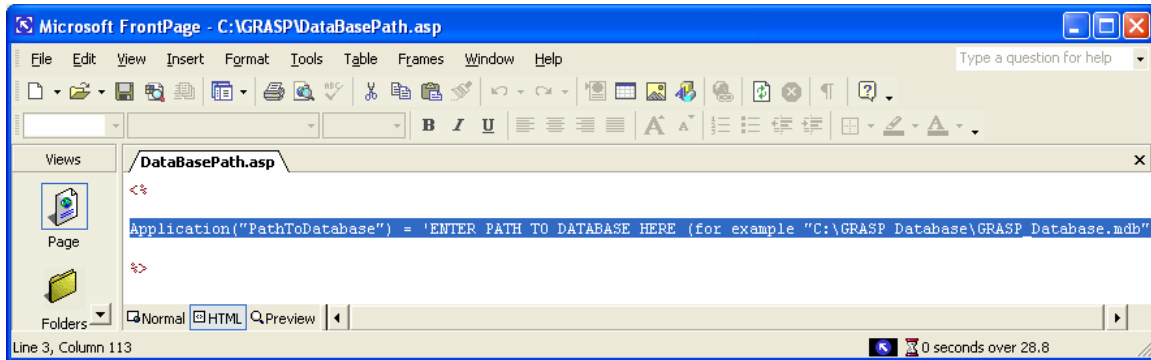 Microsoft FrontPage - C:\GRASP\DataBasePath.asp
File Edit View Insert Format Tools Table Frames Window Help Type a question for help
B I U A A A
Views DataBasePath.asp
<%
Application("PathToDatabase") = 'ENTER PATH TO DATABASE HERE (for example "C:\GRASP Database\GRASP_Database.mdb"
Page
%>
Folders Normal HTML Preview
Line 3, Column 113 0 seconds over 28.8